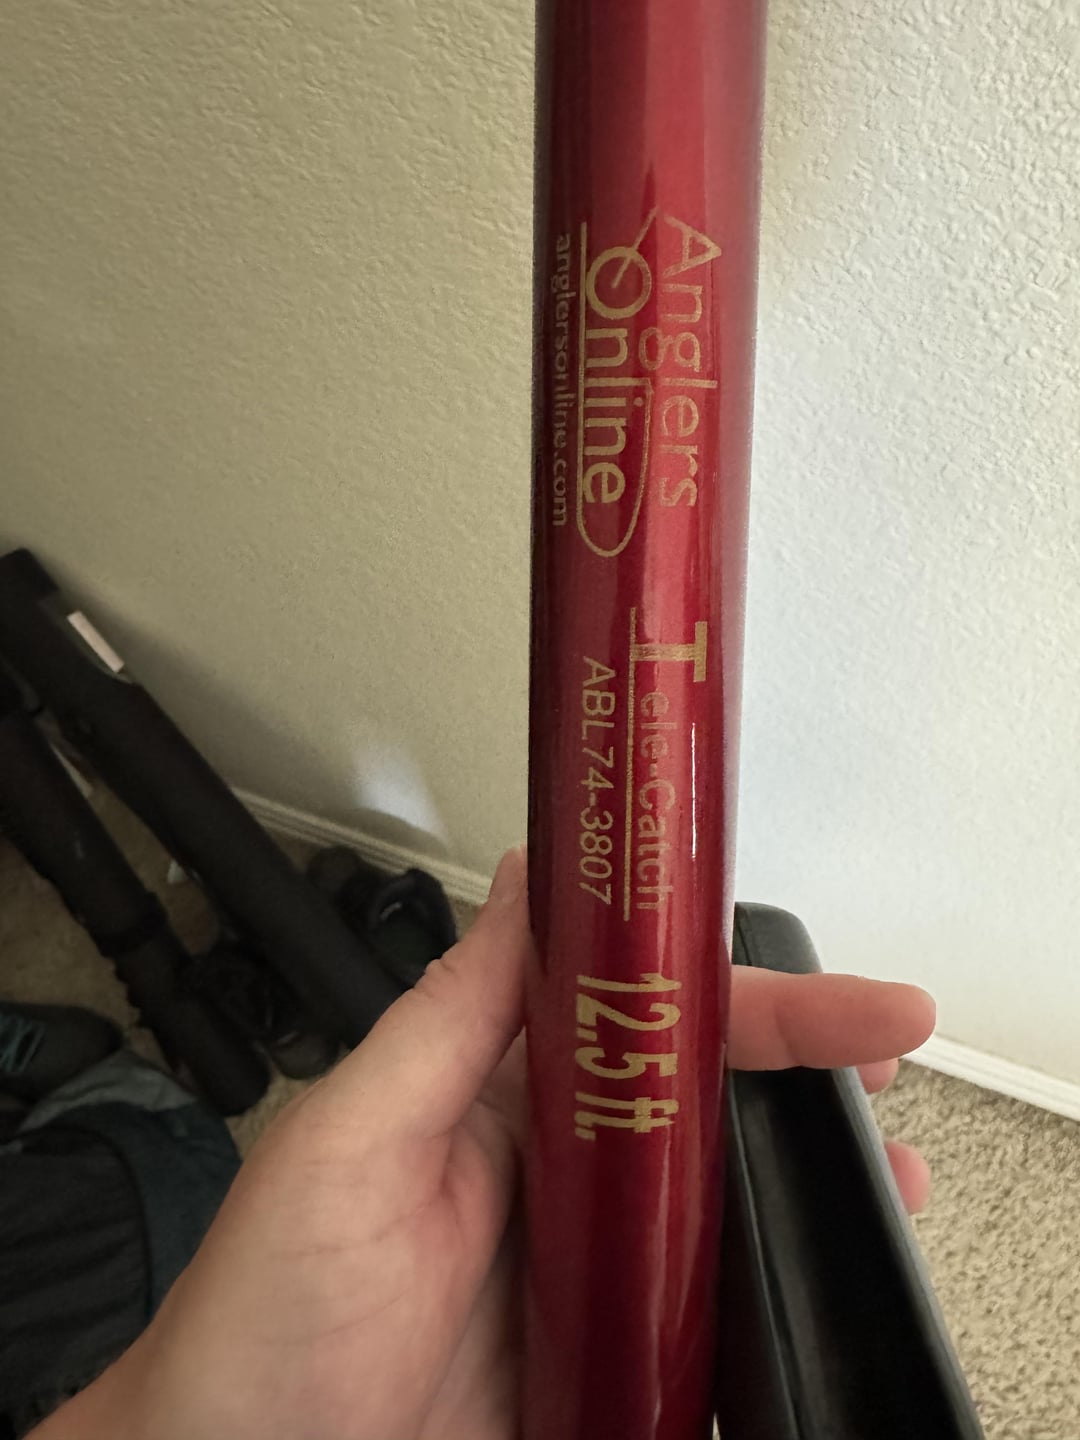 Anglers
Online
anglersonline.com
Tele-Catch
ABL74-3807
12.5 ft.